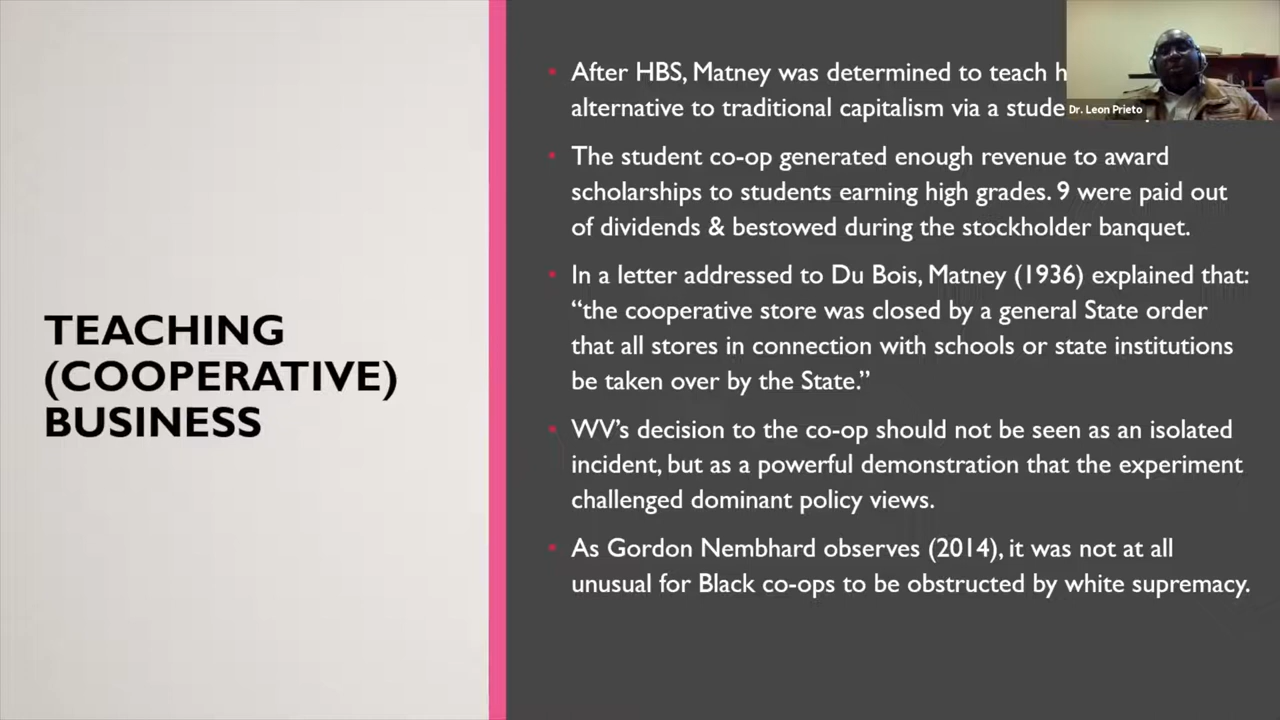 TEACHING
(COOPERATIVE)
BUSINESS
• After HBS, Matney was determined to teach
alternative to traditional capitalism via a
• The student co-op generated enough revenue to award
scholarships to students earning high grades. 9 were paid out
of dividends & bestowed during the stockholder banquet.
• In a letter addressed to Du Bois, Matney (1936) explained that:
“the cooperative store was closed by a general State order
that all stores in connection with schools or state institutions
be taken over by the State.”
• WV’s decision to the co-op should not be seen as an isolated
incident, but as a powerful demonstration that the experiment
challenged dominant policy views.
• As Gordon Nembhard observes (2014), it was not at all
unusual for Black co-ops to be obstructed by white supremacy.
Dr. Leon Prieto